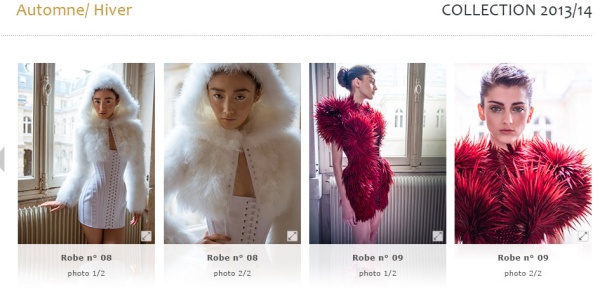 Automne/ Hiver
COLLECTION 2013/14
Robe n° 08
photo 1/2
Robe n° 08
photo 2/2
Robe n° 09
photo 1/2
Robe n° 09
photo 2/2